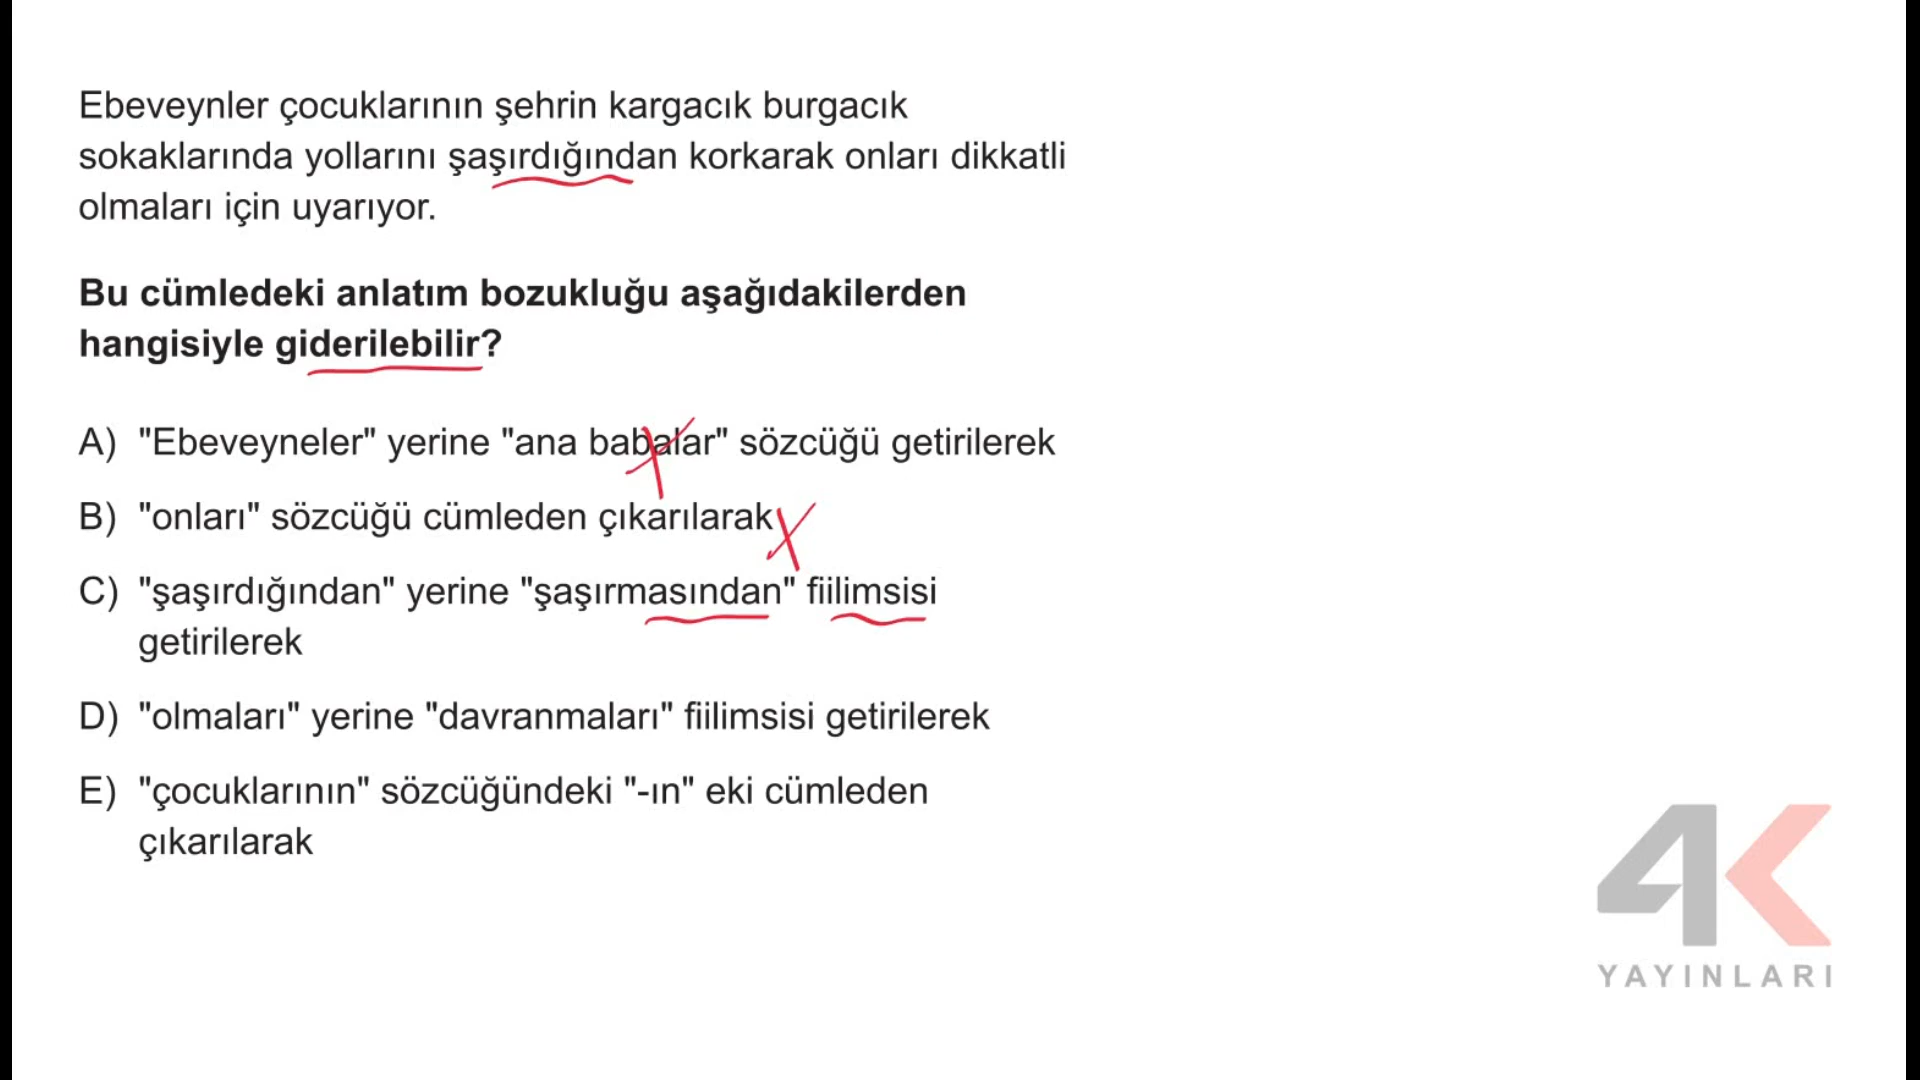 Ebeveynler çocuklarının şehrin kargacık burgacık
sokaklarında yollarını şaşırdığından korkarak onları dikkatli
olmaları için uyarıyor.
Bu cümledeki anlatım bozukluğu aşağıdakilerden
hangisiyle giderilebilir?
A) "Ebeveyneler" yerine "ana babalar" sözcüğü getirilerek
B) "onları" sözcüğü cümleden çıkarılarak
C) "şaşırdığından" yerine "şaşırmasından" fiilimsisi
getirilerek
D) "olmaları" yerine "davranmaları" fiilimsisi getirilerek
E) "çocuklarının" sözcüğündeki "-ın" eki cümleden
çıkarılarak
4K
YAYINLARI